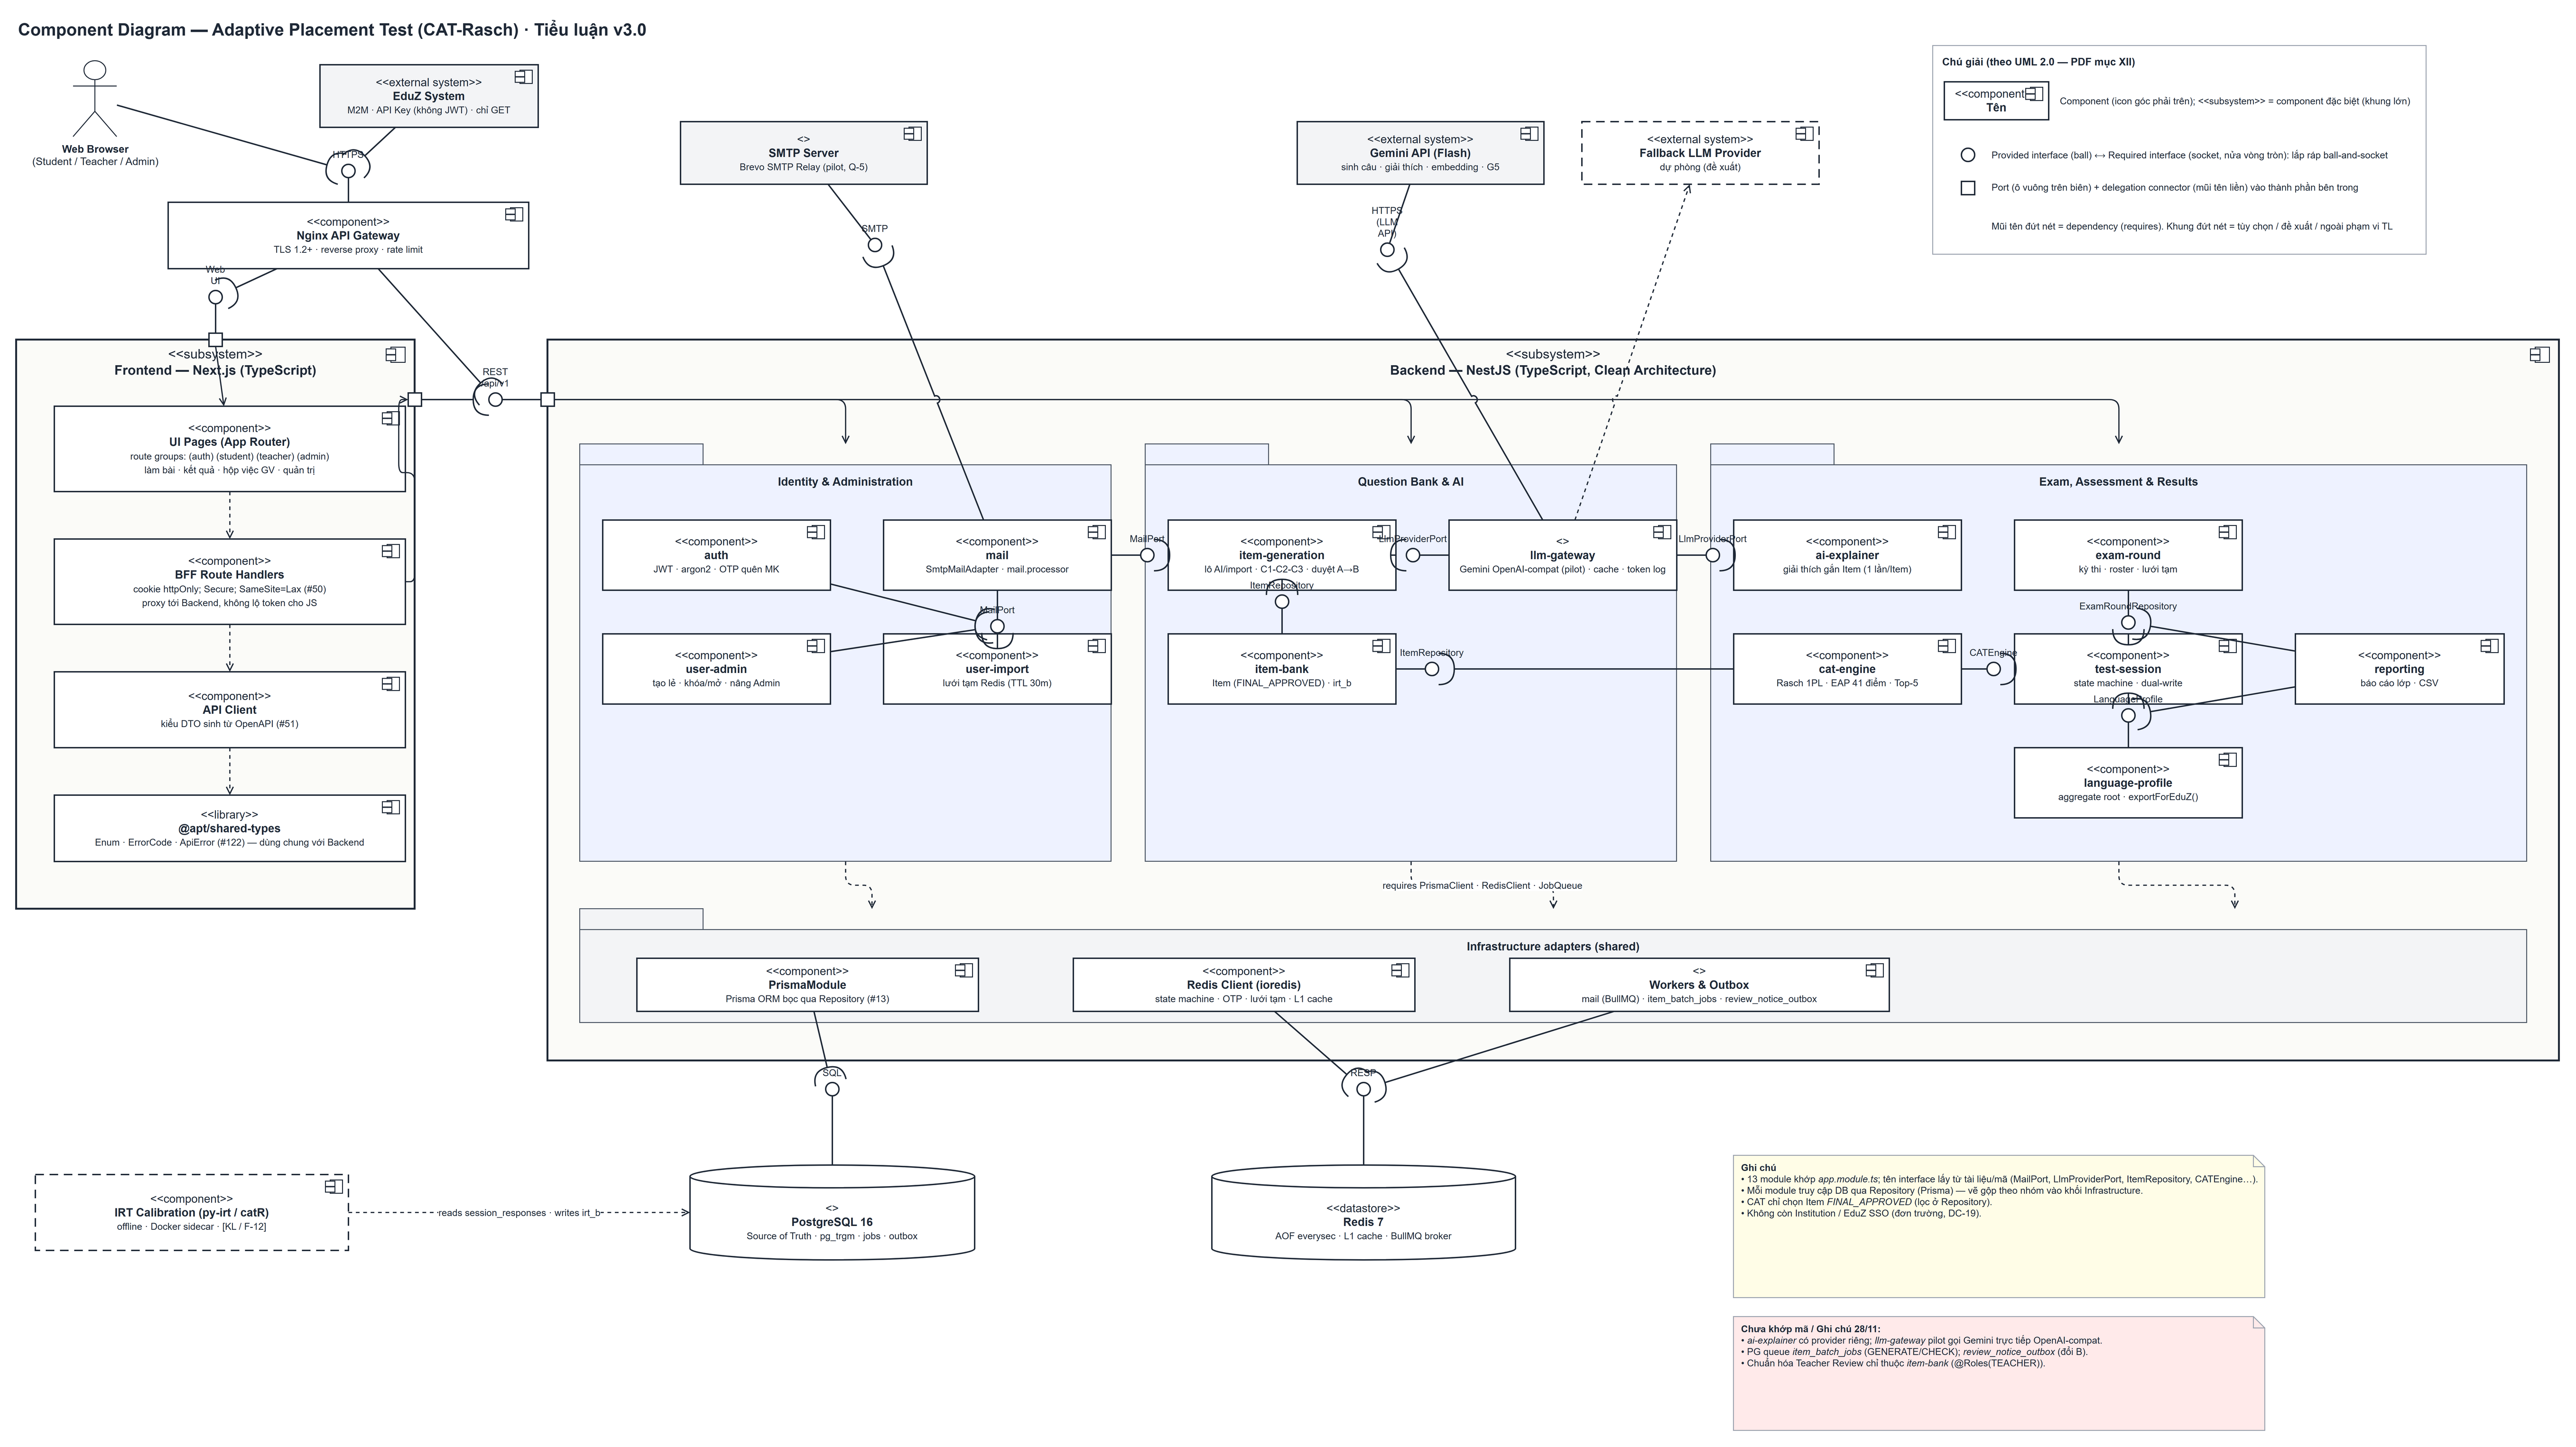 Component Diagram — Adaptive Placement Test (CAT-Rasch) · Tiểu luận v3.0
Web Browser
(Student / Teacher / Admin)
<<external system>>
EduZ System
M2M · API Key (không JWT) · chỉ GET
HTTPS
<<component>>
Nginx API Gateway
TLS 1.2+ · reverse proxy · rate limit
Web
UI
<>
SMTP Server
Brevo SMTP Relay (pilot, Q-5)
SMTP
<<external system>>
Gemini API (Flash)
sinh câu · giải thích · embedding · G5
HTTPS
(LLM
API)
<<external system>>
Fallback LLM Provider
dự phòng (đề xuất)
Chú giải (theo UML 2.0 — PDF mục XII)
<<component
Tên
Component (icon góc phải trên); <<subsystem>> = component đặc biệt (khung lớn)
Provided interface (ball) ↔ Required interface (socket, nửa vòng tròn): lắp ráp ball-and-socket
Port (ô vuông trên biên) + delegation connector (mũi tên liền) vào thành phần bên trong
Mũi tên đứt nét = dependency (requires). Khung đứt nét = tùy chọn / đề xuất / ngoài phạm vi TL
<<subsystem>>
Frontend — Next.js (TypeScript)
<<component>>
UI Pages (App Router)
route groups: (auth) (student) (teacher) (admin)
làm bài · kết quả · hộp việc GV · quản trị
<<component>>
BFF Route Handlers
cookie httpOnly; Secure; SameSite=Lax (#50)
proxy tới Backend, không lộ token cho JS
<<component>>
API Client
kiểu DTO sinh từ OpenAPI (#51)
<<library>>
@apt/shared-types
Enum · ErrorCode · ApiError (#122) — dùng chung với Backend
REST
/api/v1
<<subsystem>>
Backend — NestJS (TypeScript, Clean Architecture)
Identity & Administration
<<component>>
auth
JWT · argon2 · OTP quên MK
<<component>>
mail
SmtpMailAdapter · mail.processor
MailPort
MailPort
<<component>>
user-admin
tạo lẻ · khóa/mở · nâng Admin
<<component>>
user-import
lưới tạm Redis (TTL 30m)
Question Bank & AI
<<component>>
item-generation
lô AI/import · C1-C2-C3 · duyệt A→B
LlmProviderPort
<>
llm-gateway
Gemini OpenAI-compat (pilot) · cache · token log
LlmProviderPort
ItemRepository
<<component>>
item-bank
Item (FINAL_APPROVED) · irt_b
ItemRepository
Exam, Assessment & Results
<<component>>
ai-explainer
giải thích gắn Item (1 lần/Item)
<<component>>
exam-round
kỳ thi · roster · lưới tạm
ExamRoundRepository
<<component>>
cat-engine
Rasch 1PL · EAP 41 điểm · Top-5
CATEngine
<<component>>
test-session
state machine · dual-write
<<component>>
reporting
báo cáo lớp · CSV
LanguageProfile
<<component>>
language-profile
aggregate root · exportForEduZ()
requires PrismaClient · RedisClient · JobQueue
Infrastructure adapters (shared)
<<component>>
PrismaModule
Prisma ORM bọc qua Repository (#13)
<<component>>
Redis Client (ioredis)
state machine · OTP · lưới tạm · L1 cache
<>
Workers & Outbox
mail (BullMQ) · item_batch_jobs · review_notice_outbox
SQL
RESP
<<component>>
IRT Calibration (py-irt / catR)
offline · Docker sidecar · [KL / F-12]
reads session_responses · writes irt_b
<>
PostgreSQL 16
Source of Truth · pg_trgm · jobs · outbox
<<datastore>>
Redis 7
AOF everysec · L1 cache · BullMQ broker
Ghi chú
• 13 module khớp app.module.ts; tên interface lấy từ tài liệu/mã (MailPort, LlmProviderPort, ItemRepository, CATEngine…).
• Mỗi module truy cập DB qua Repository (Prisma) — vẽ gộp theo nhóm vào khối Infrastructure.
• CAT chỉ chọn Item FINAL_APPROVED (lọc ở Repository).
• Không còn Institution / EduZ SSO (đơn trường, DC-19).
Chưa khớp mã / Ghi chú 28/11:
• ai-explainer có provider riêng; llm-gateway pilot gọi Gemini trực tiếp OpenAI-compat.
• PG queue item_batch_jobs (GENERATE/CHECK); review_notice_outbox (đổi B).
• Chuẩn hóa Teacher Review chỉ thuộc item-bank (@Roles(TEACHER)).